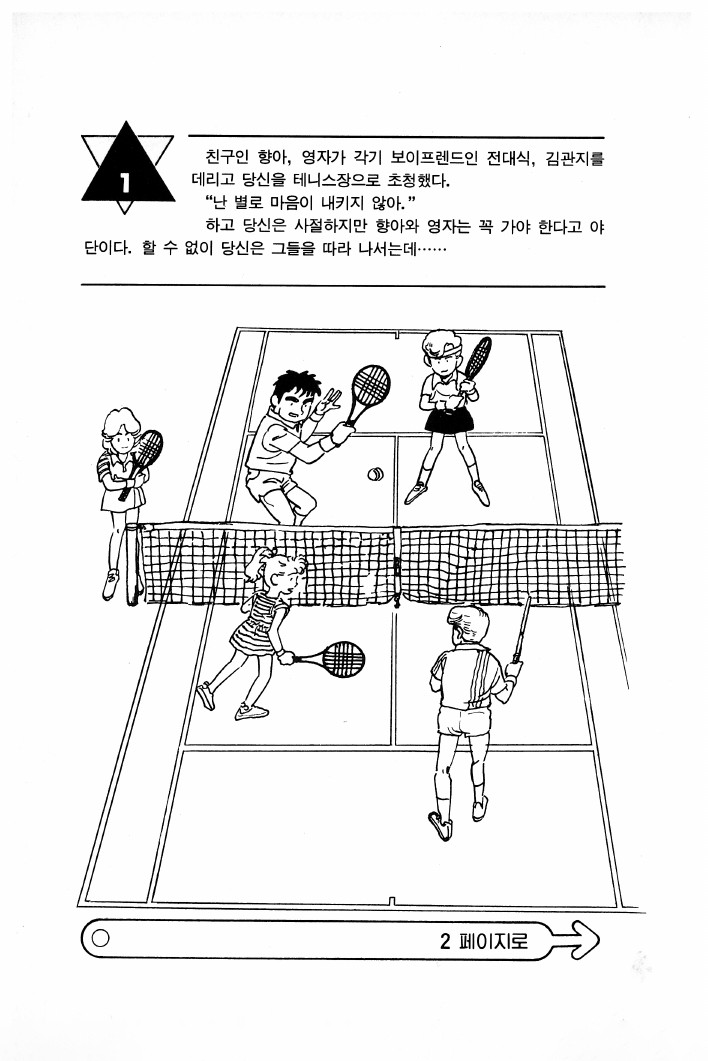 1
친구인 향아, 영자가 각기 보이프렌드인 전대식, 김관지를
데리고 당신을 테니스장으로 초청했다.
“난 별로 마음이 내키지 않아.”
하고 당신은 사절하지만 향아와 영자는 꼭 가야 한다고 야
단이다. 할 수 없이 당신은 그들을 따라 나서는데……
2 페이지로